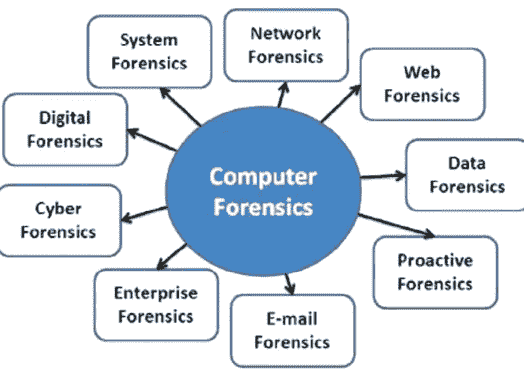 Network
Forensics
System
Forensics
Web
Forensics
Digital
Forensics
Data
Forensics
Computer
Forensics
Cyber
Forensics
Proactive
Forensics
Enterprise
Forensics
E-mail
Forensics